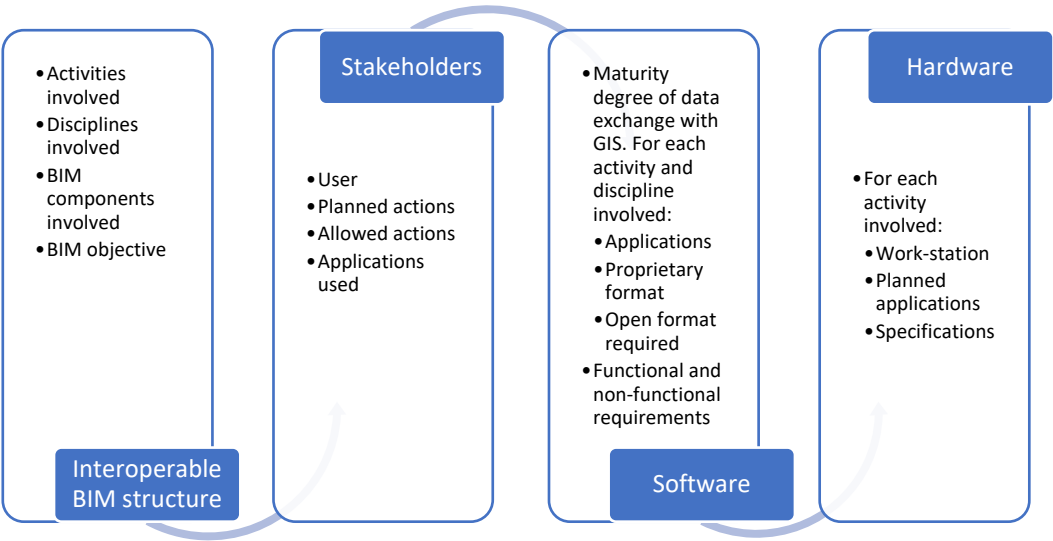 •Activities
involved
•Disciplines
involved
•BIM
components
involved
•BIM objective
Interoperable
BIM structure
Stakeholders
•User
•Planned actions
•Allowed actions
•Applications
used
•Maturity
degree of data
exchange with
GIS. For each
activity and
discipline
involved:
•Applications
•Proprietary
format
•Open format
required
•Functional and
non-functional
requirements
Software
Hardware
•For each
activity
involved:
•Work-station
•Planned
applications
•Specifications